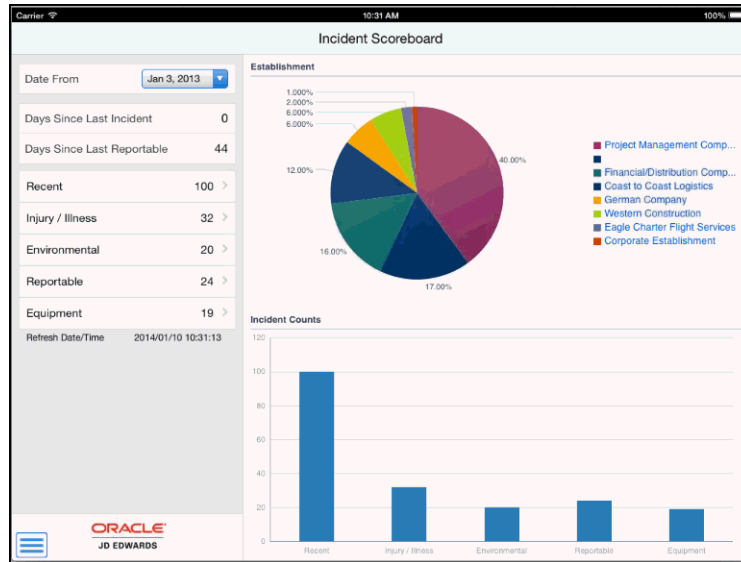 Carrier
10:31 AM
100%
Incident Scoreboard
Date From
Jan 3, 2013
Days Since Last Incident 0
Days Since Last Reportable 44
Recent 100
Injury / Illness 32
Environmental 20
Reportable 24
Equipment 19
Refresh Date/Time 2014/01/10 10:31:13
ORACLE
JD EDWARDS
Establishment
1.000%
2.000%
6.000%
6.000%
12.00%
16.00%
17.00%
40.00%
Project Management Comp...
Financial/Distribution Comp...
Coast to Coast Logistics
German Company
Western Construction
Eagle Charter Flight Services
Corporate Establishment
Incident Counts
120
100
80
60
40
20
0
Recent
Injury / Illness
Environmental
Reportable
Equipment